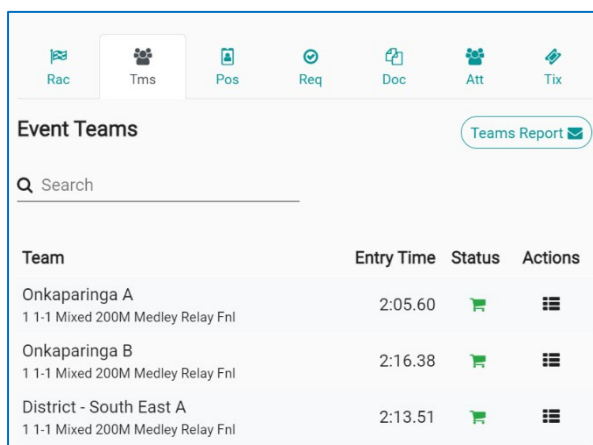 Rac Tms Pos Req Doc Att Tix
Event Teams Teams Report
Search
Team Entry Time Status Actions
Onkaparinga A 2:05.60
1 1-1 Mixed 200M Medley Relay Fnl
Onkaparinga B 2:16.38
1 1-1 Mixed 200M Medley Relay Fnl
District - South East A 2:13.51
1 1-1 Mixed 200M Medley Relay Fnl